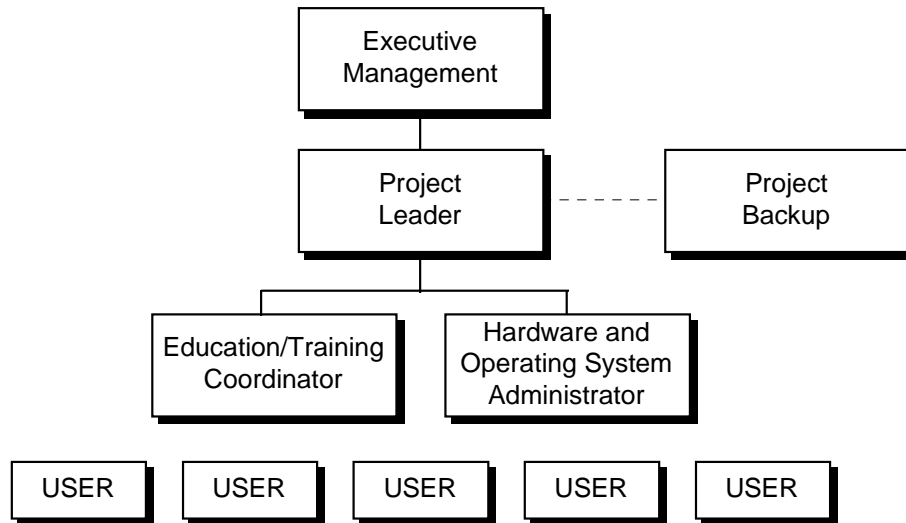 Executive
Management
Project
Leader
Project
Backup
Education/Training
Coordinator
Hardware and
Operating System
Administrator
USER
USER
USER
USER
USER